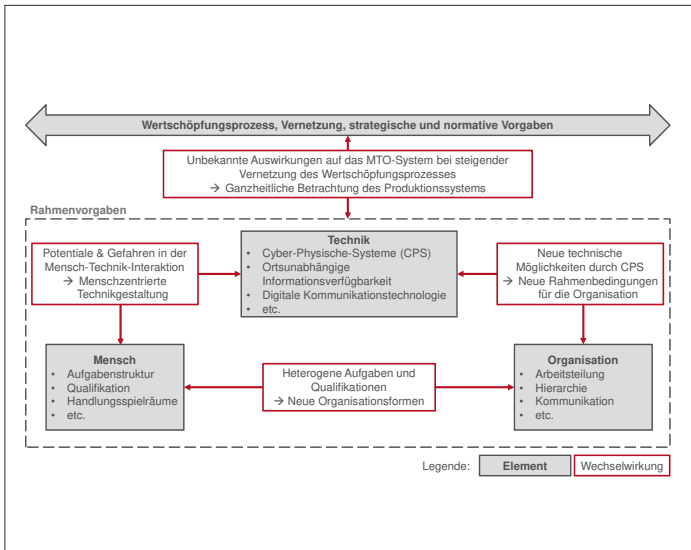 Wertschöpfungsprozess, Vernetzung, strategische und normative Vorgaben
Unbekannte Auswirkungen auf das MTO-System bei steigender
Vernetzung des Wertschöpfungsprozesses
→ Ganzheitliche Betrachtung des Produktionssystems
Rahmenvorgaben
Potentiale & Gefahren in der
Mensch-Technik-Interaktion
→ Menschzentrierte
Technikgestaltung
Technik
• Cyber-Physische-Systeme (CPS)
• Ortsunabhängige
Informationsverfügbarkeit
• Digitale Kommunikationstechnologie
• etc.
Neue technische
Möglichkeiten durch CPS
→ Neue Rahmenbedingungen
für die Organisation
Mensch
• Aufgabenstruktur
• Qualifikation
• Handlungsspielräume
• etc.
Heterogene Aufgaben und
Qualifikationen
→ Neue Organisationsformen
Organisation
• Arbeitsteilung
• Hierarchie
• Kommunikation
• etc.
Legende: Element Wechselwirkung